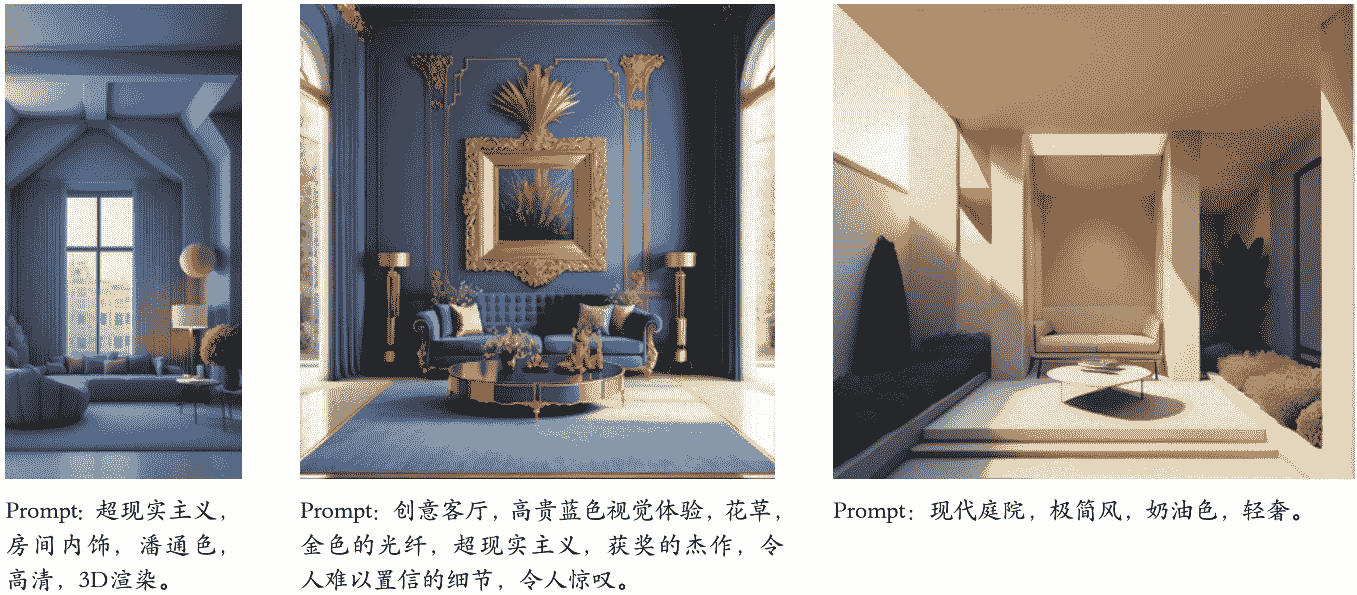 Prompt：超现实主义，
房间内饰，潘通色，
高清，3D渲染。
Prompt：创意客厅，高贵蓝色视觉体验，花草，
金色的光纤，超现实主义，获奖的杰作，令
人难以置信的细节，令人惊叹。
Prompt：现代庭院，极简风，奶油色，轻奢。